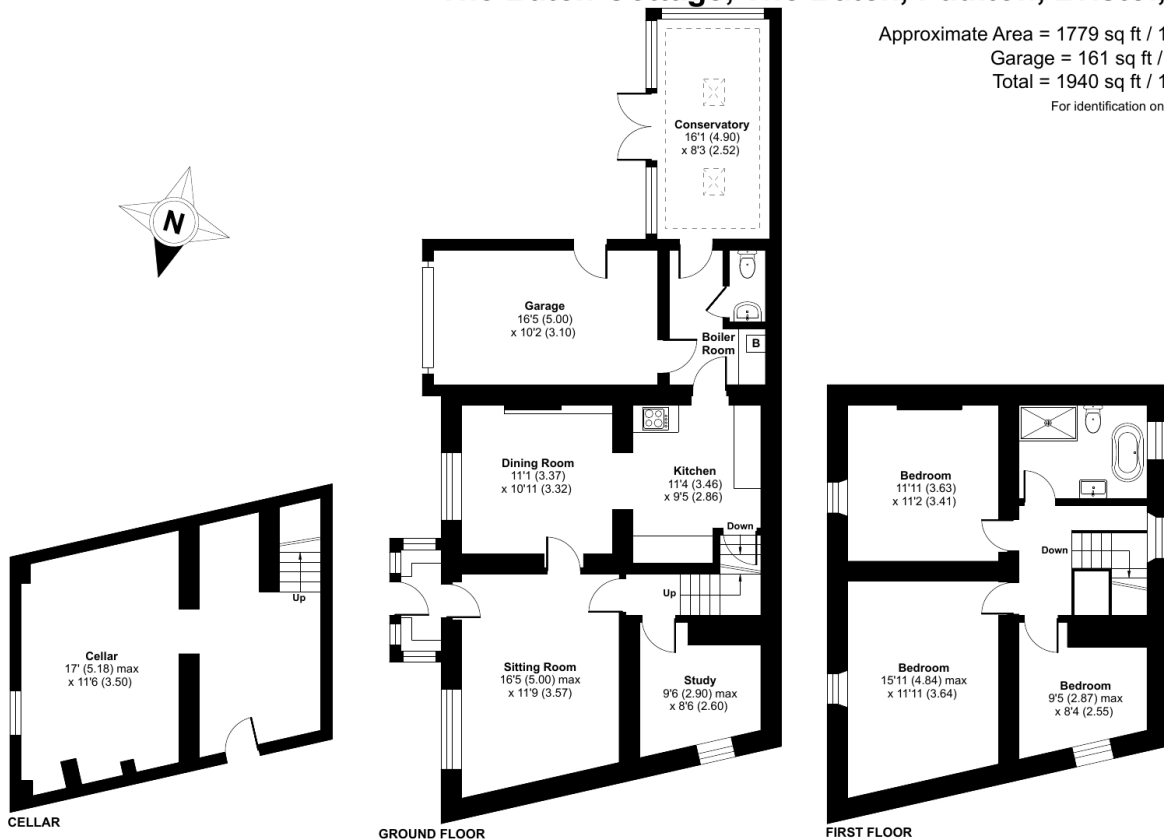 Approximate Area = 1779 sq ft / 1
Garage = 161 sq ft /
Total = 1940 sq ft / 1
For identification on
N
Conservatory
16'1 (4.90)
x 8'3 (2.52)
Garage
16'5 (5.00)
x 10'2 (3.10)
Boiler
Room
B
Dining Room
11'1 (3.37)
x 10'11 (3.32)
Kitchen
11'4 (3.46)
x 9'5 (2.86)
Down
Up
Sitting Room
16'5 (5.00) max
x 11'9 (3.57)
Study
9'6 (2.90) max
x 8'6 (2.60)
GROUND FLOOR
Up
Cellar
17' (5.18) max
x 11'6 (3.50)
CELLAR
Bedroom
11'11 (3.63)
x 11'2 (3.41)
Down
Bedroom
15'11 (4.84) max
x 11'11 (3.64)
Bedroom
9'5 (2.87) max
x 8'4 (2.55)
FIRST FLOOR